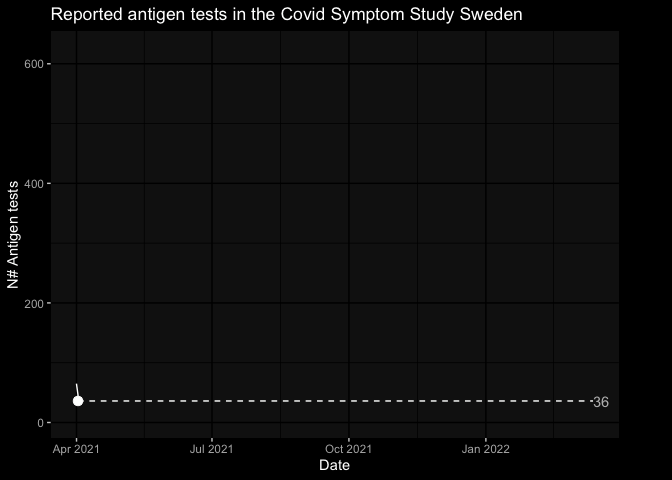 Reported antigen tests in the Covid Symptom Study Sweden
600
400
200
0
N# Antigen tests
36
Apr 2021 Jul 2021 Oct 2021 Jan 2022
Date